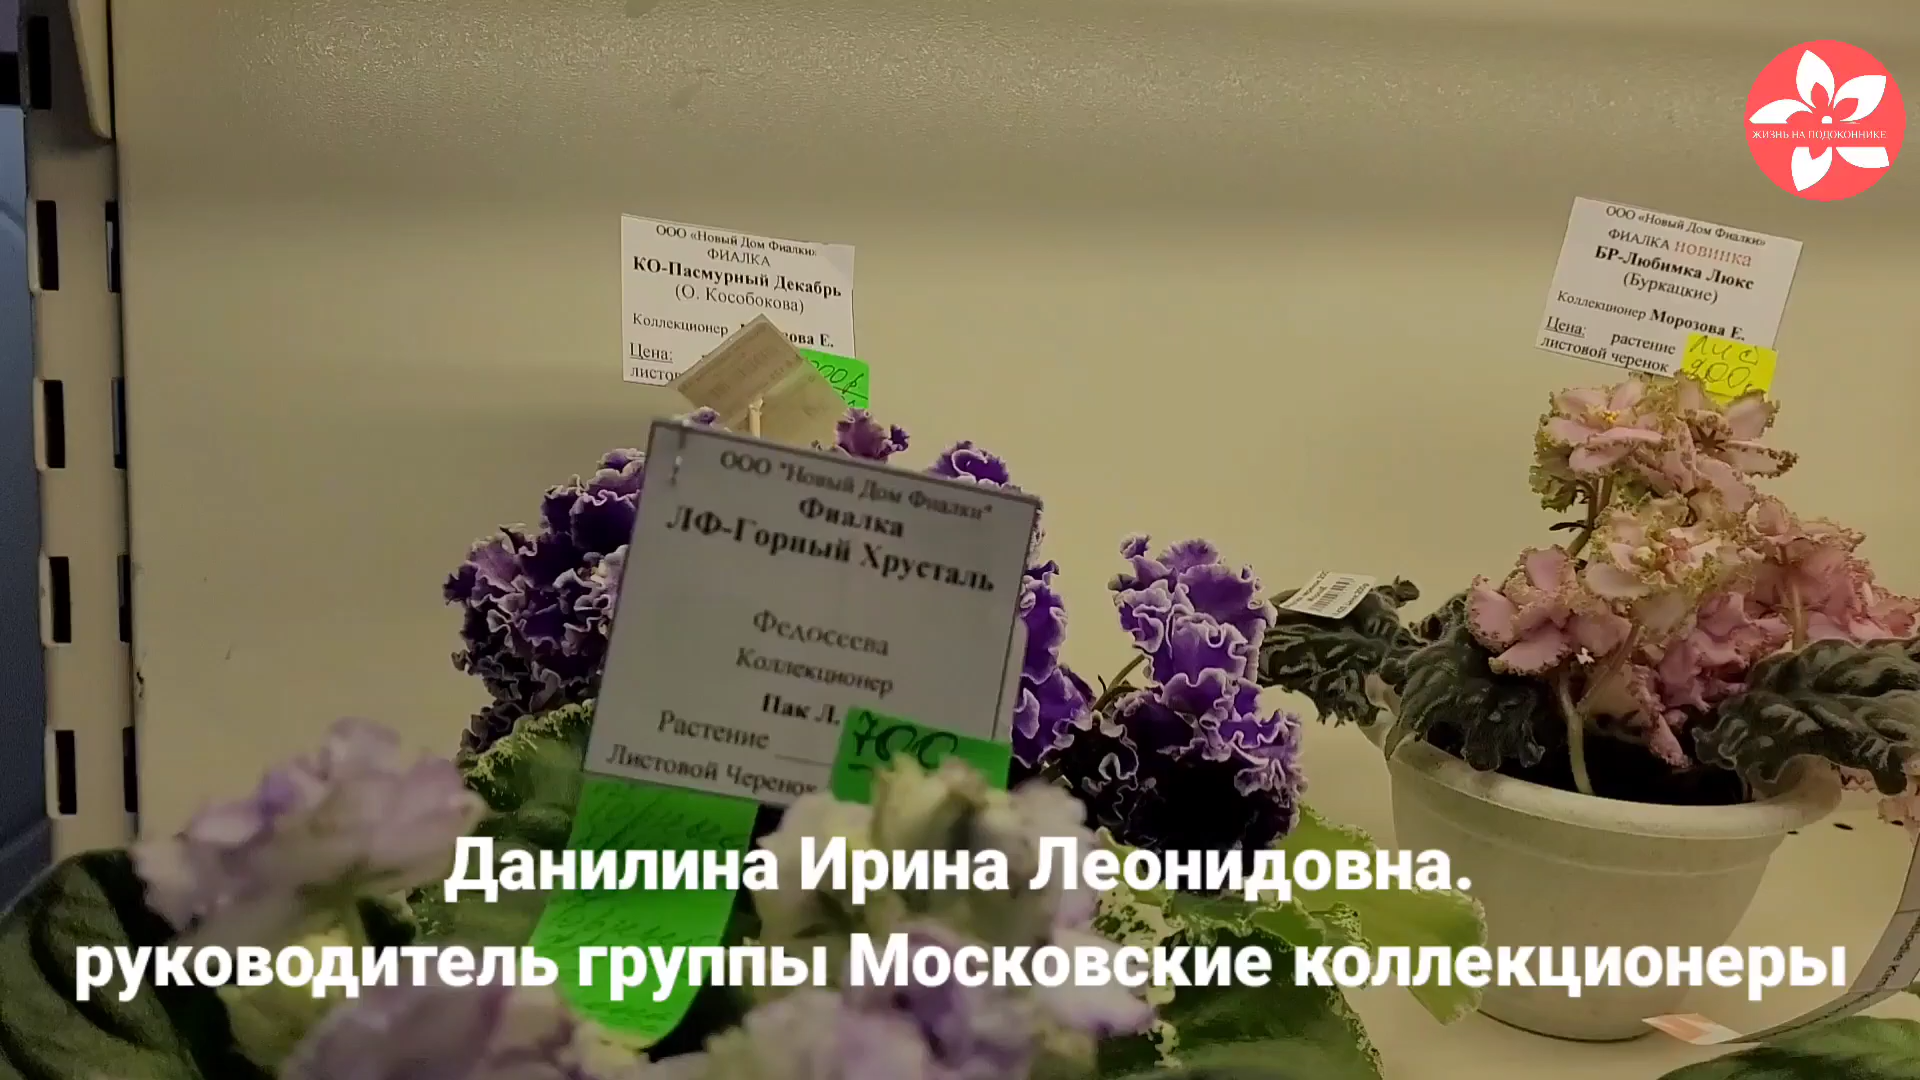 ЖИЗНЬ НА ПОДОКОННИКЕ
ООО «Новый Дом Фиалки»
ФИАЛКА
КО-Пасмурный Декабрь
(О. Кособокова)
Коллекционер
Цена:
ООО «Новый Дом Фиалки»
ФИАЛКА новинка
БР-Любимка Люкс
(Буркацкие)
Коллекционер Морозова Е.
Цена: растение
листовой черенок
ООО "Новый Дом Фиалки"
Фиалка
ЛФ-Горный Хрусталь
Федосеева
Коллекционер
Пак Л.
Растение
700
Листовой Черенок
Данилина Ирина Леонидовна.
руководитель группы Московские коллекционеры